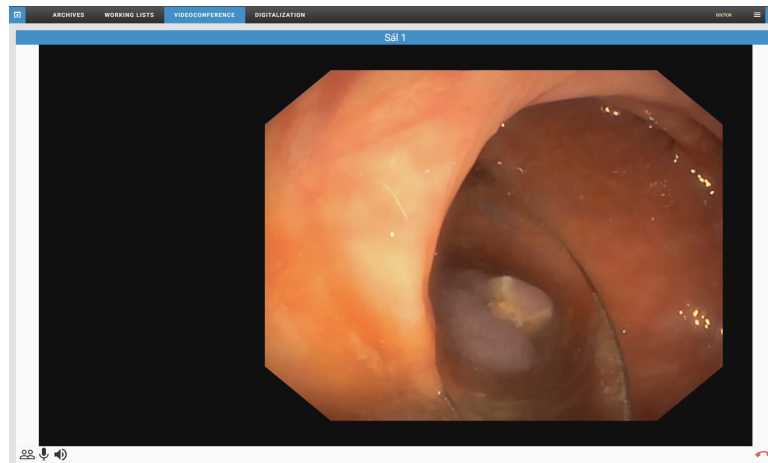 ARCHIVES WORKING LISTS VIDEOCONFERENCE DIGITALIZATION DOCTOR
Sál 1